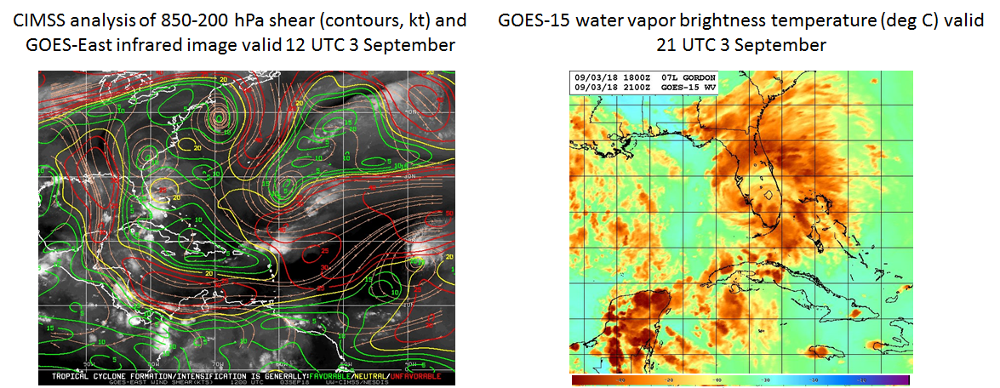 CIMSS analysis of 850-200 hPa shear (contours, kt) and
GOES-East infrared image valid 12 UTC 3 September
GOES-15 water vapor brightness temperature (deg C) valid
21 UTC 3 September
09/03/18 1800Z 07L GORDON
09/03/18 2100Z GOES-15 WV
TROPICAL CYCLONE FORMATION/INTENSIFICATION IS GENERALLY:FAVORABLE/NEUTRAL/UNFAVORABLE
GOES-EAST WIND SHEAR(KTS) 1200 UTC 03SEP18 UW-CIMSS/NESDIS